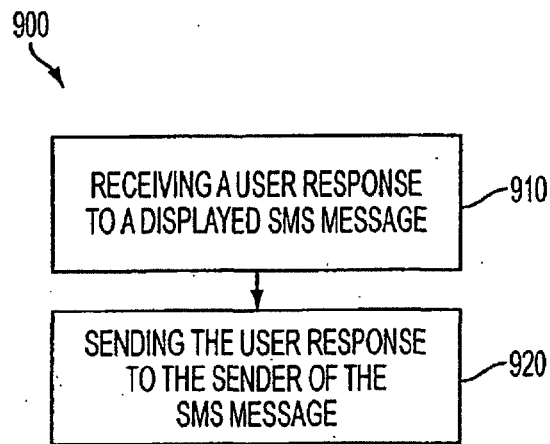 900
RECEIVING A USER RESPONSE
TO A DISPLAYED SMS MESSAGE
910
SENDING THE USER RESPONSE
TO THE SENDER OF THE
SMS MESSAGE
920